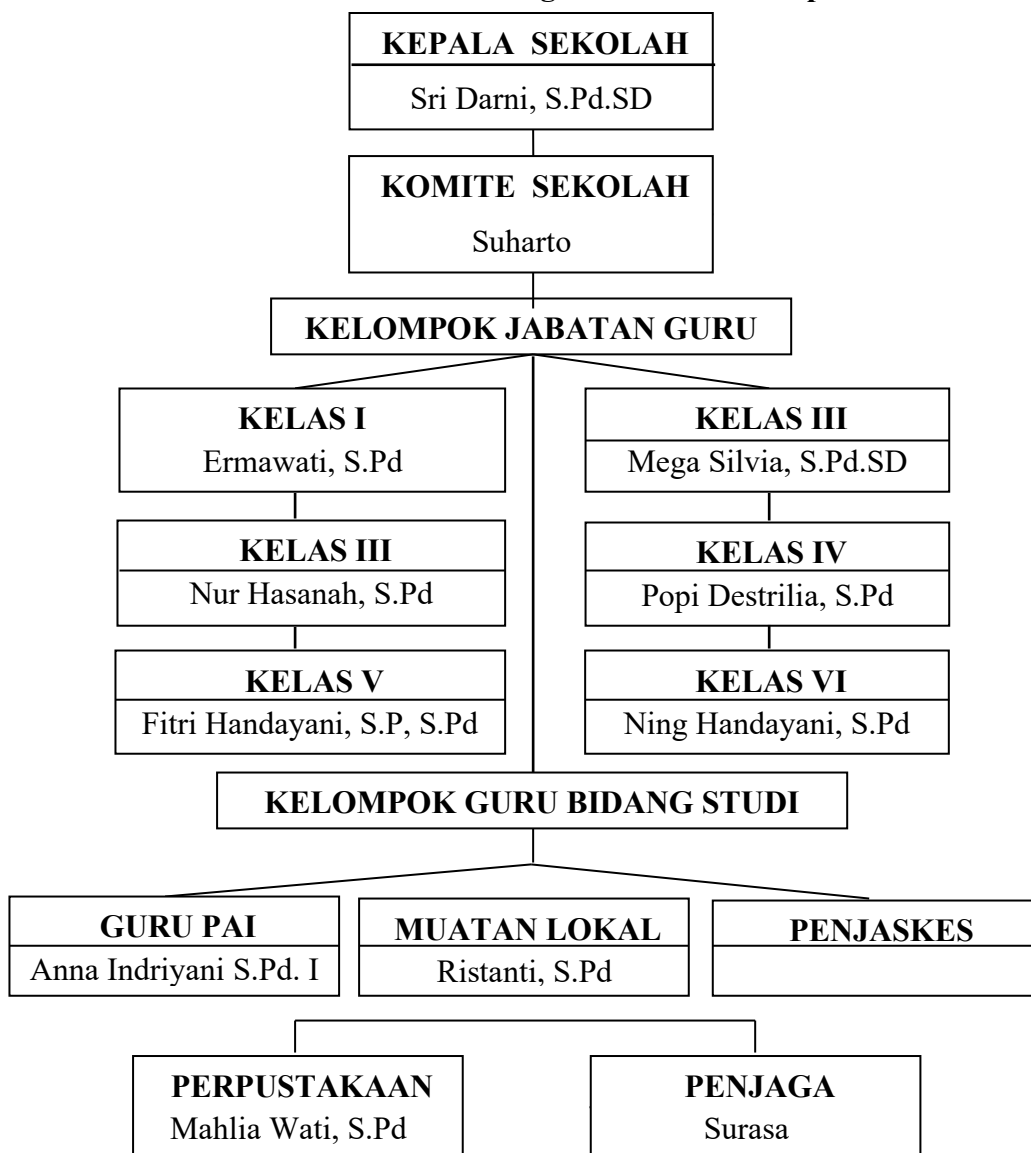 KEPALA SEKOLAH
Sri Darni, S.Pd.SD
KOMITE SEKOLAH
Suharto
KELOMPOK JABATAN GURU
KELAS I
Ermawati, S.Pd
KELAS III
Mega Silvia, S.Pd.SD
KELAS III
Nur Hasanah, S.Pd
KELAS IV
Popi Destrilia, S.Pd
KELAS V
Fitri Handayani, S.P, S.Pd
KELAS VI
Ning Handayani, S.Pd
KELOMPOK GURU BIDANG STUDI
GURU PAI
Anna Indriyani S.Pd. I
MUATAN LOKAL
Ristanti, S.Pd
PENJASKES
PERPUSTAKAAN
Mahlia Wati, S.Pd
PENJAGA
Surasa